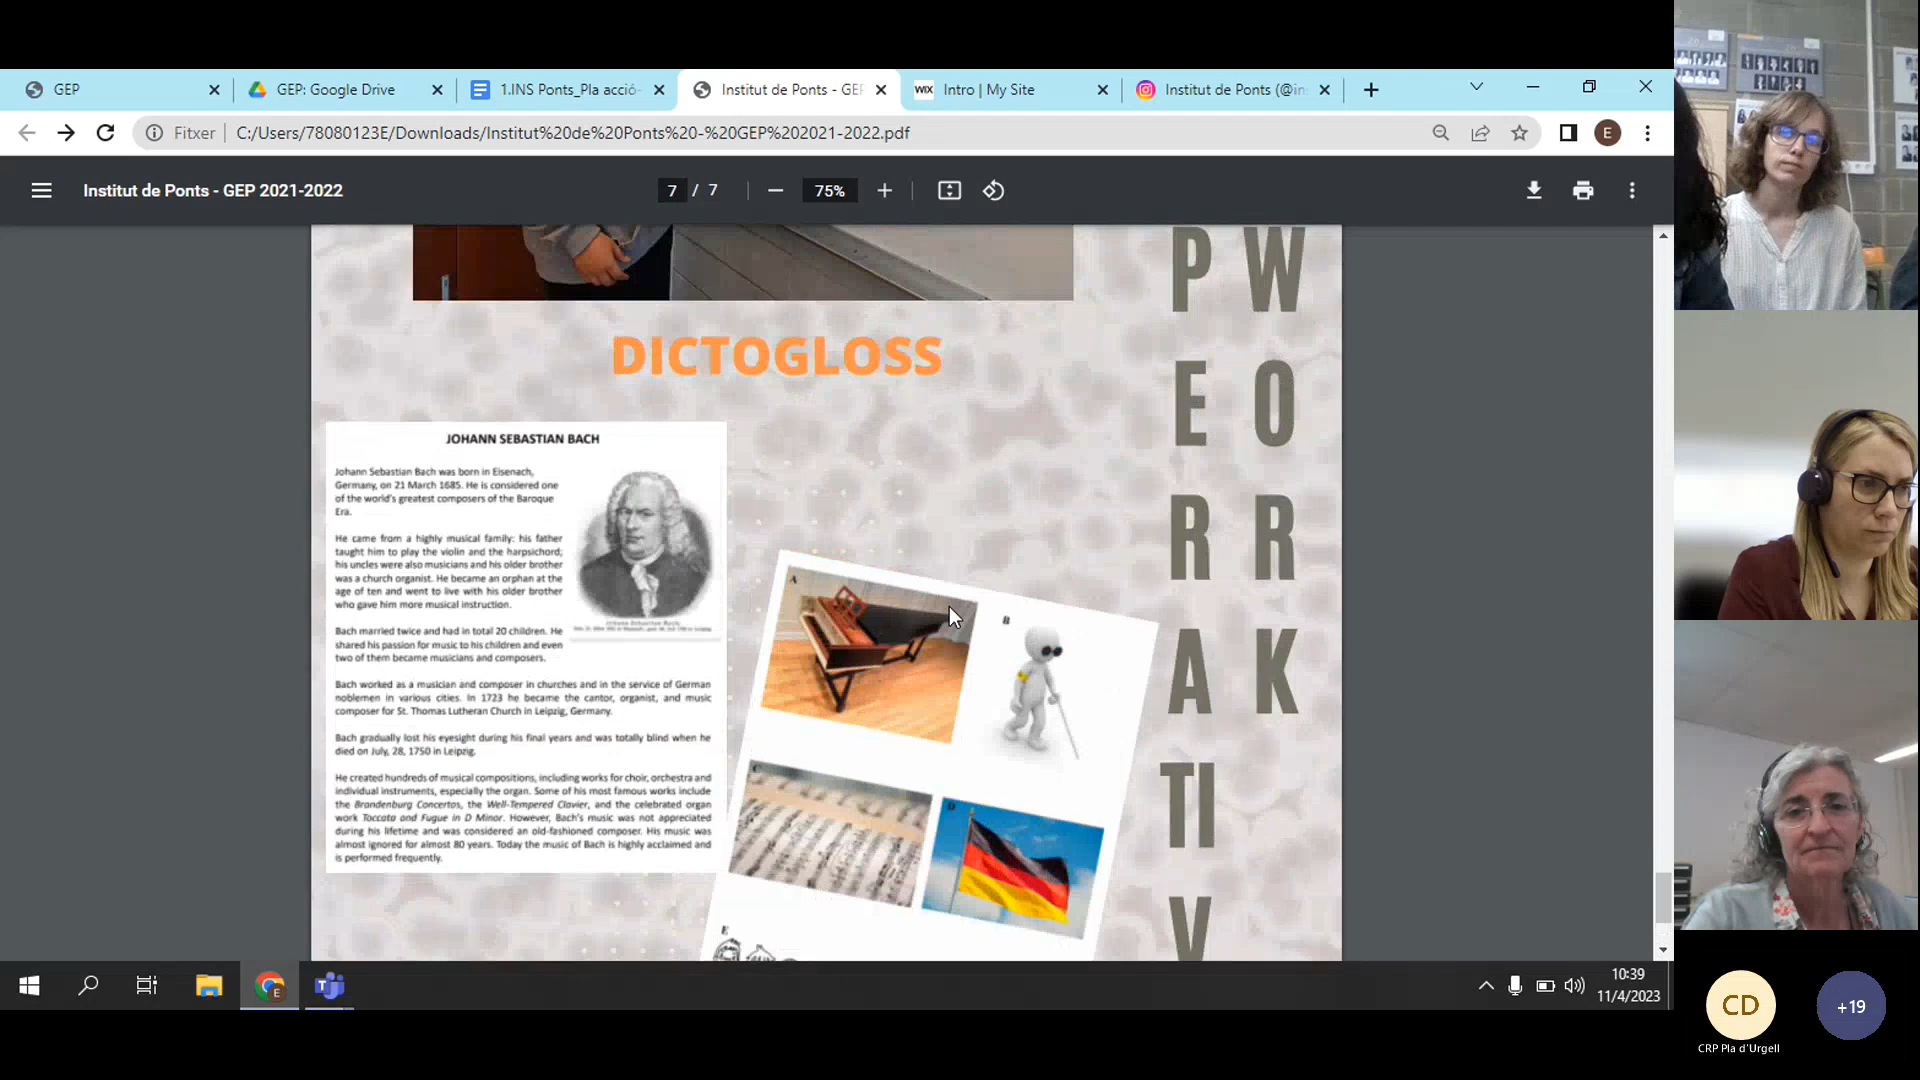 GEP
GEP: Google Drive
1.INS Ponts_Pla acció-
Institut de Ponts - GEP
WIX Intro | My Site
Institut de Ponts (@in
Fitxer
C:/Users/78080123E/Downloads/Institut%20de%20Ponts%20-%20GEP%202021-2022.pdf
E
Institut de Ponts - GEP 2021-2022
7 / 7
75%
P W
E O
R R
A K
TI
V
DICTOGLOSS
JOHANN SEBASTIAN BACH
Johann Sebastian Bach was born in Eisenach,
Germany, on 21 March 1685. He is considered one
of the world's greatest composers of the Baroque
Era.
He came from a highly musical family: his father
taught him to play the violin and the harpsichord;
his uncles were also musicians and his older brother
was a church organist. He became an orphan at the
age of ten and went to live with his older brother
who gave him more musical instruction.
Bach married twice and had in total 20 children. He
shared his passion for music to his children and even
two of them became musicians and composers.
Bach worked as a musician and composer in churches and in the service of German
noblemen in various cities. In 1723 he became the cantor, organist, and music
composer for St. Thomas Lutheran Church in Leipzig, Germany.
Bach gradually lost his eyesight during his final years and was totally blind when he
died on July, 28, 1750 in Leipzig.
He created hundreds of musical compositions, including works for choir, orchestra and
individual instruments, especially the organ. Some of his most famous works include
the Brandenburg Concertos, the Well-Tempered Clavier, and the celebrated organ
work Toccata and Fugue in D Minor. However, Bach's music was not appreciated
during his lifetime and was considered an old-fashioned composer. His music was
almost ignored for almost 80 years. Today the music of Bach is highly acclaimed and
is performed frequently.
A
B
C
D
E
10:39
11/4/2023
CD
+19
CRP Pla d'Urgell